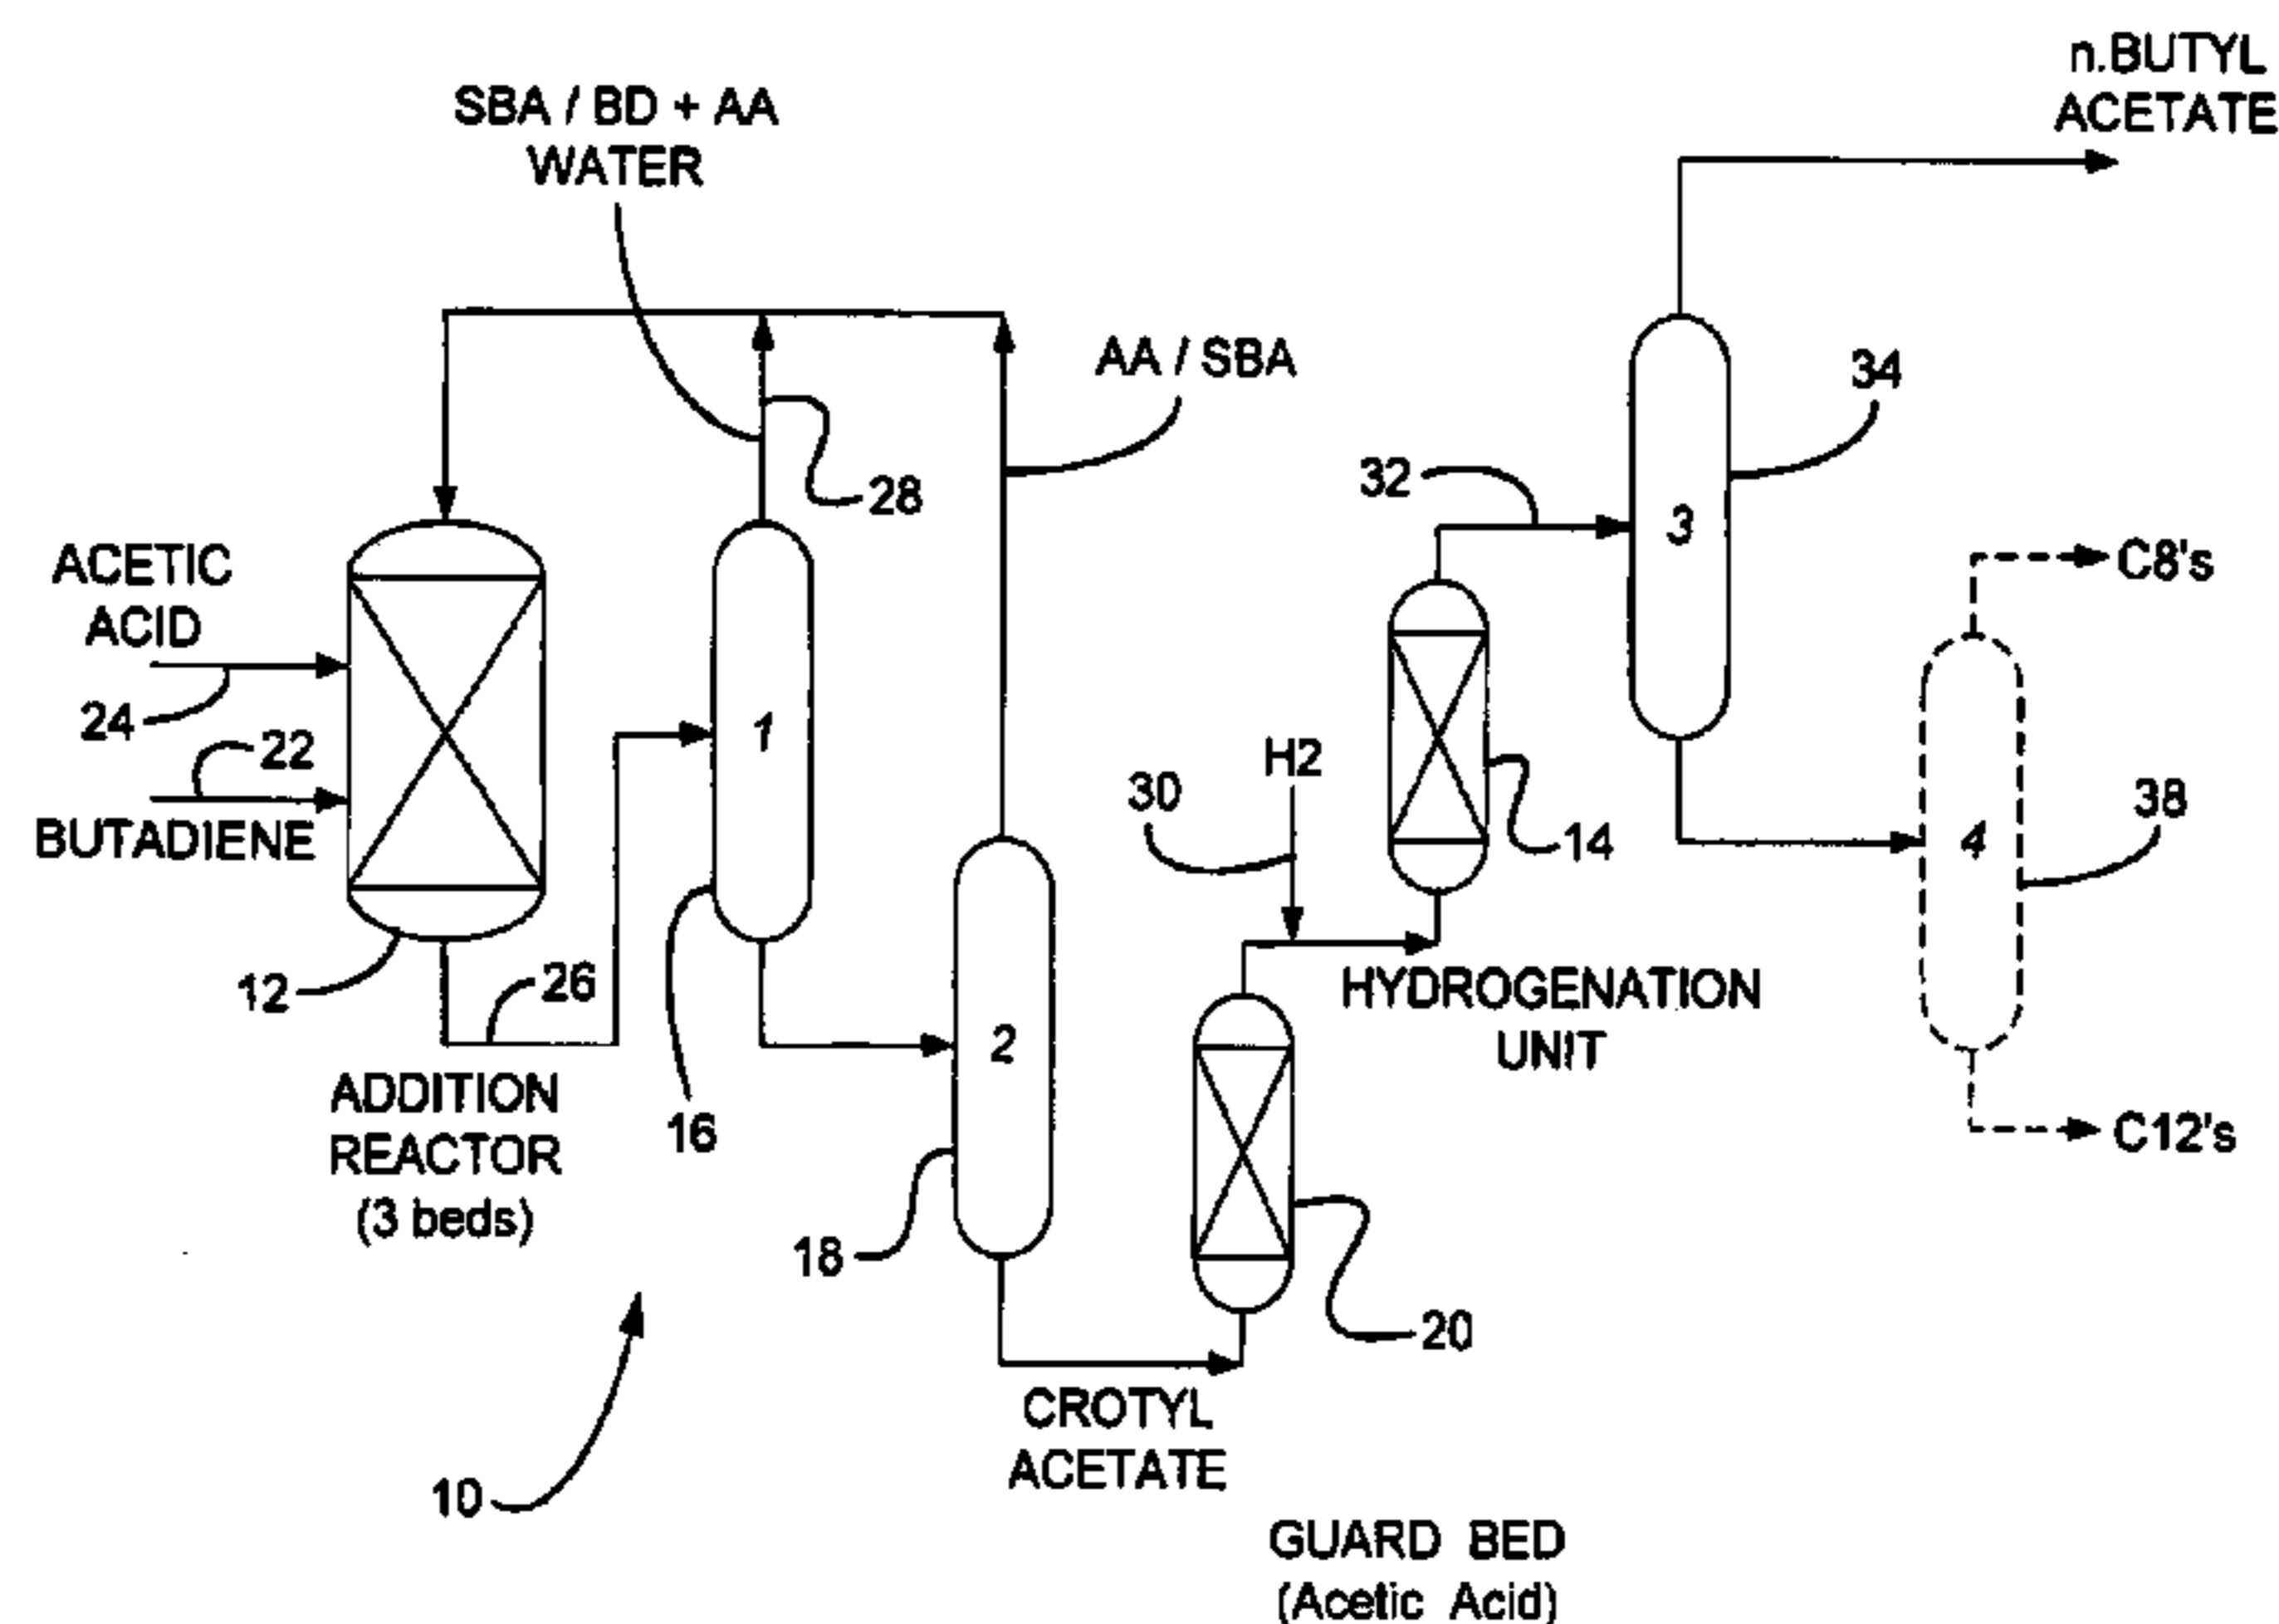 n.BUTYL
ACETATE
SBA / BD + AA
WATER
AA / SBA
34
32
28
3
ACETIC
ACID
C8's
24
22
1
H2
30
14
38
BUTADIENE
4
12
26
HYDROGENATION
UNIT
2
ADDITION
REACTOR
(3 beds)
16
C12's
18
20
CROTYL
ACETATE
10
GUARD BED
(Acetic Acid)